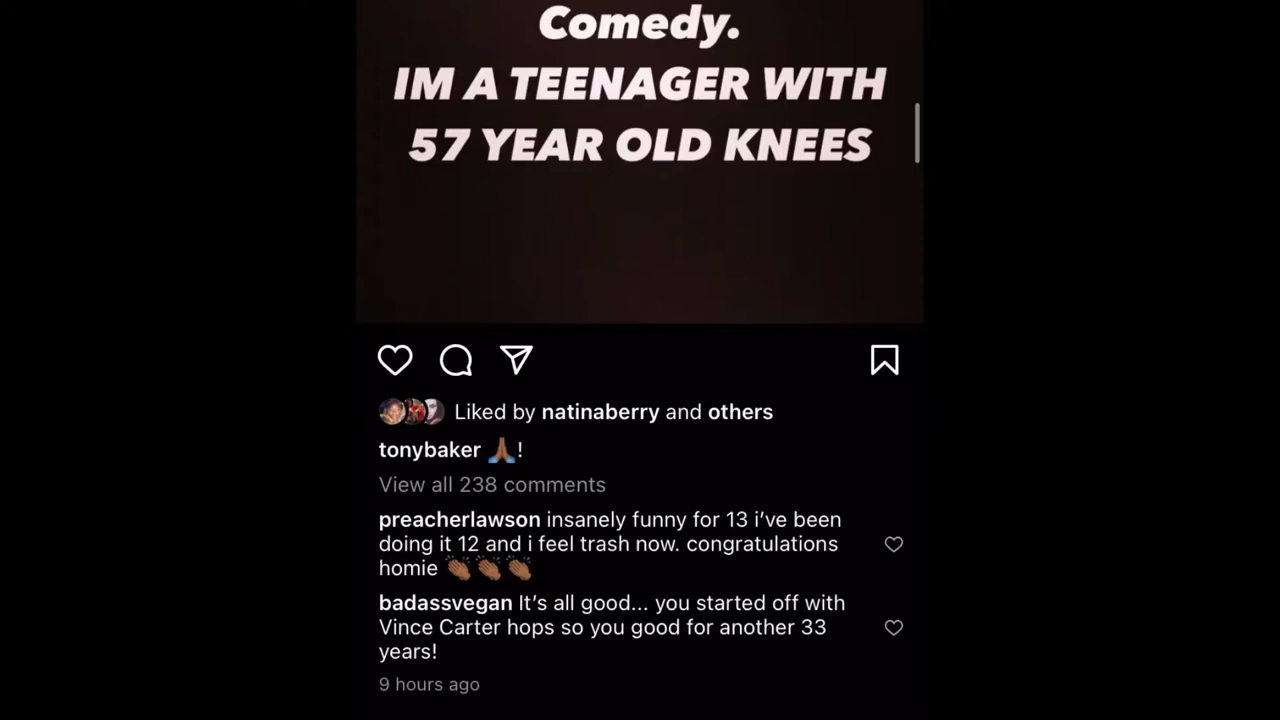 Comedy.
IM A TEENAGER WITH
57 YEAR OLD KNEES
Liked by natinaberry and others
tonybaker 🙏🏾!
View all 238 comments
preacherlawson insanely funny for 13 i’ve been
doing it 12 and i feel trash now. congratulations
homie 👏🏾👏🏾👏🏾
badassvegan It’s all good... you started off with
Vince Carter hops so you good for another 33
years!
9 hours ago